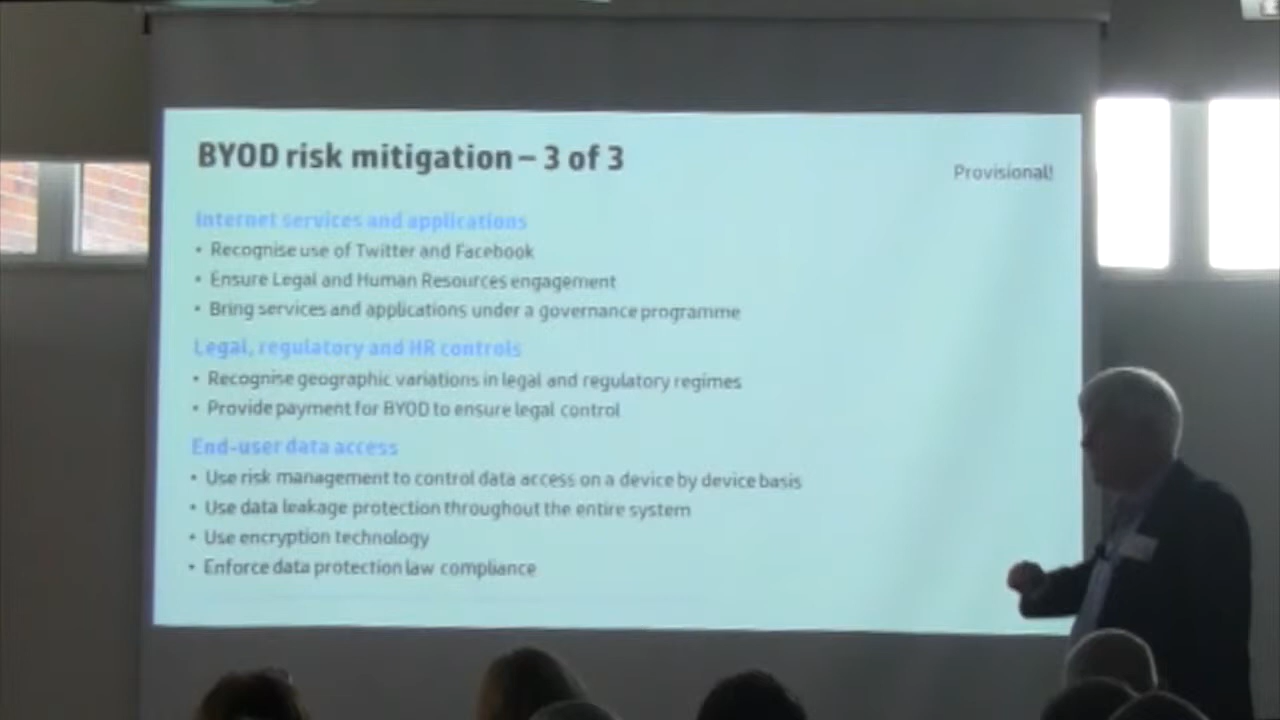 BYOD risk mitigation – 3 of 3
Provisional!
Internet services and applications
• Recognise use of Twitter and Facebook
• Ensure Legal and Human Resources engagement
• Bring services and applications under a governance programme
Legal, regulatory and HR controls
• Recognise geographic variations in legal and regulatory regimes
• Provide payment for BYOD to ensure legal control
End-user data access
• Use risk management to control data access on a device by device basis
• Use data leakage protection throughout the entire system
• Use encryption technology
• Enforce data protection law compliance